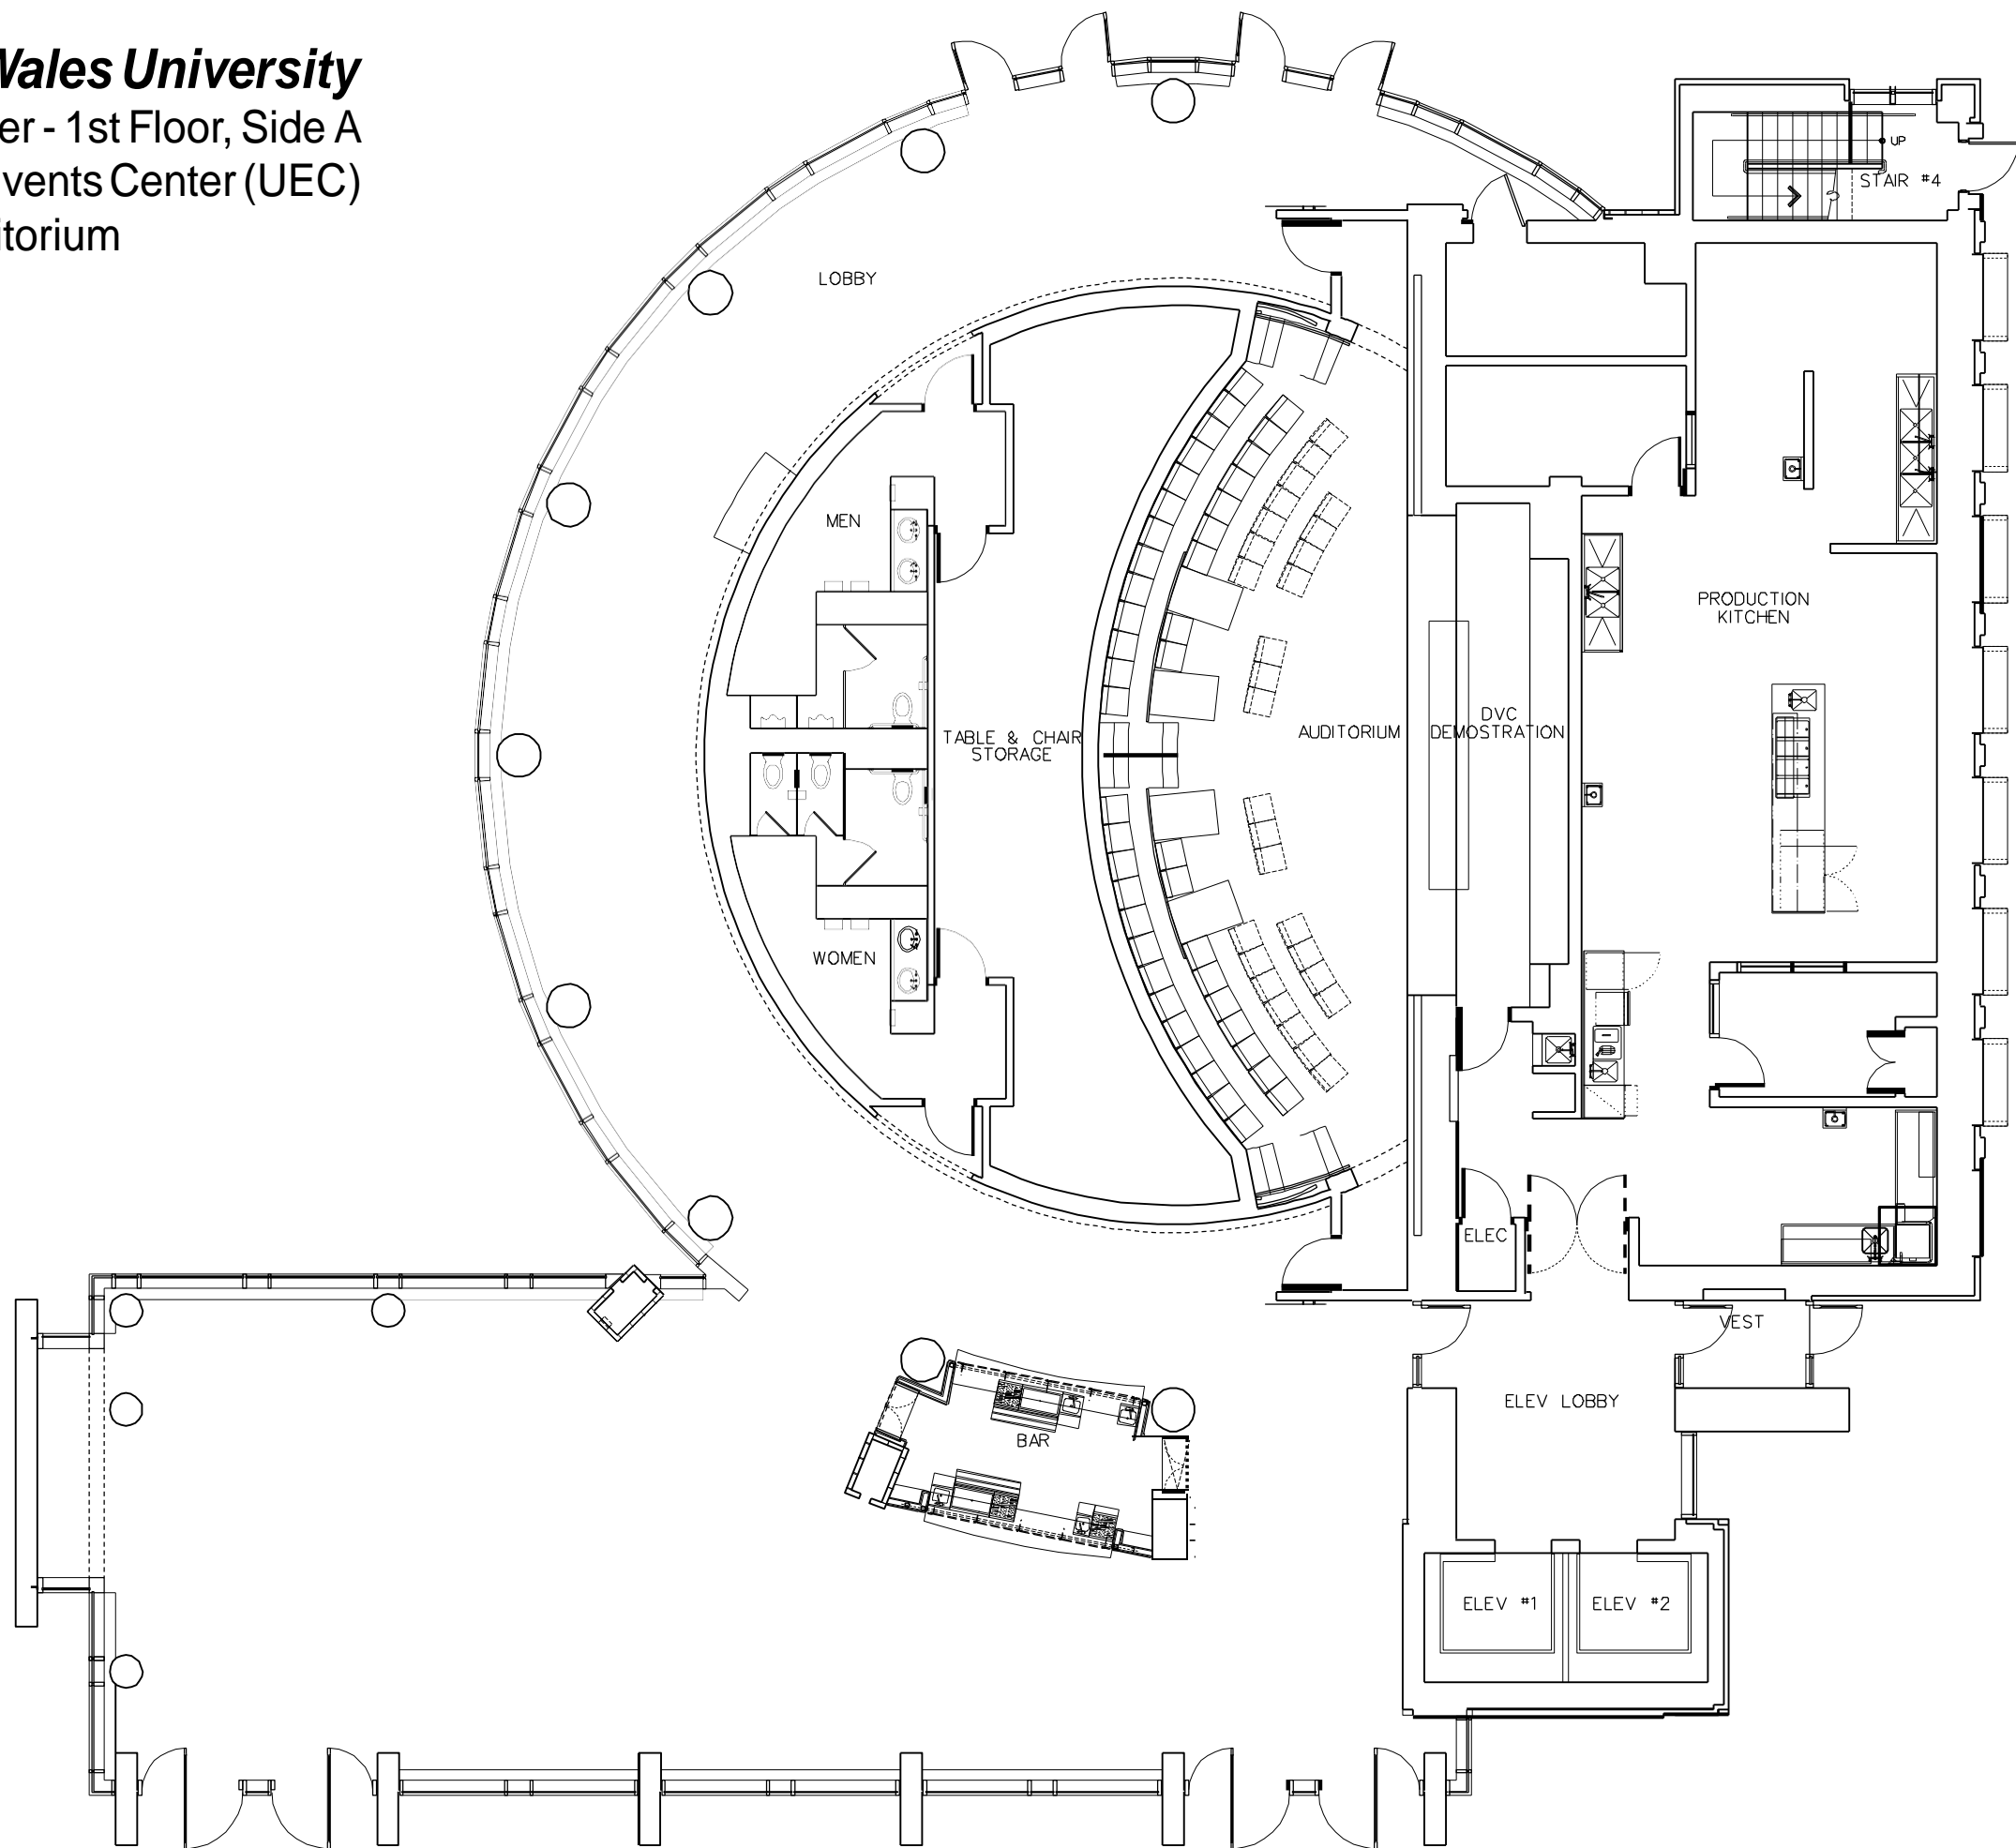 Wales University
er - 1st Floor, Side A
vents Center (UEC)
itorium
UP
STAIR #4
LOBBY
MEN
PRODUCTION
KITCHEN
TABLE & CHAIR
STORAGE
AUDITORIUM
DVC
DEMOSTRATION
WOMEN
ELEC
VEST
ELEV LOBBY
BAR
ELEV #1
ELEV #2